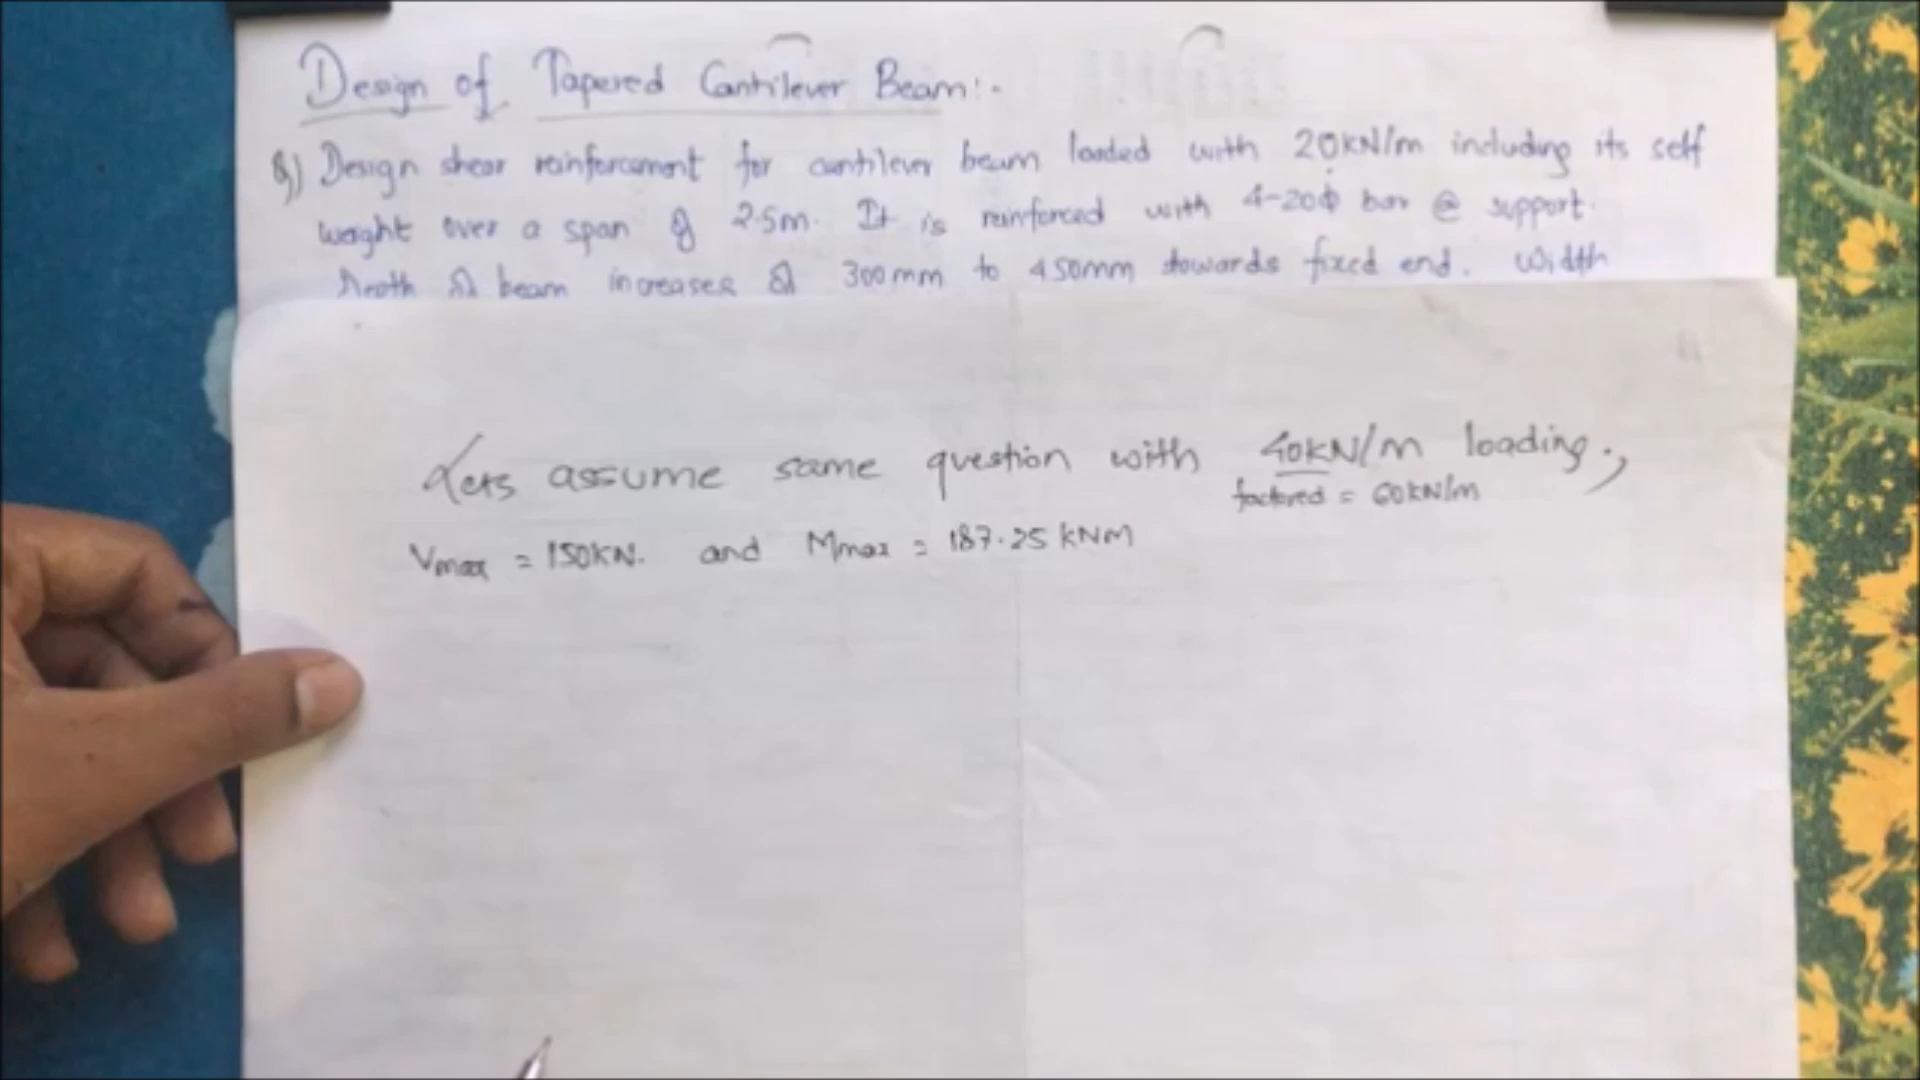 Design of Tapered Cantilever Beam:-
Q) Design shear reinforcement for cantilever beam loaded with 20kN/m including its self
weight over a span of 2.5m. It is reinforced with 4-20ϕ bar @ support.
Depth of beam increases of 300mm to 450mm towards fixed end. Width
Lets assume same question with 40kN/m loading.,
factored = 60kN/m
Vmax = 150KN. and Mmax = 187.25 kNM